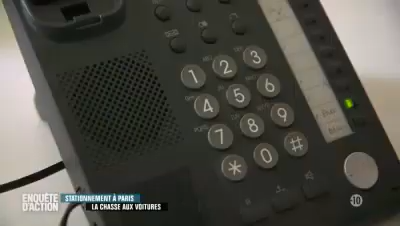 1 2 3
4 5 6
7 8 9
* 0 #
-10
ENQUÊTE
D'ACTION
STATIONNEMENT À PARIS
LA CHASSE AUX VOITURES